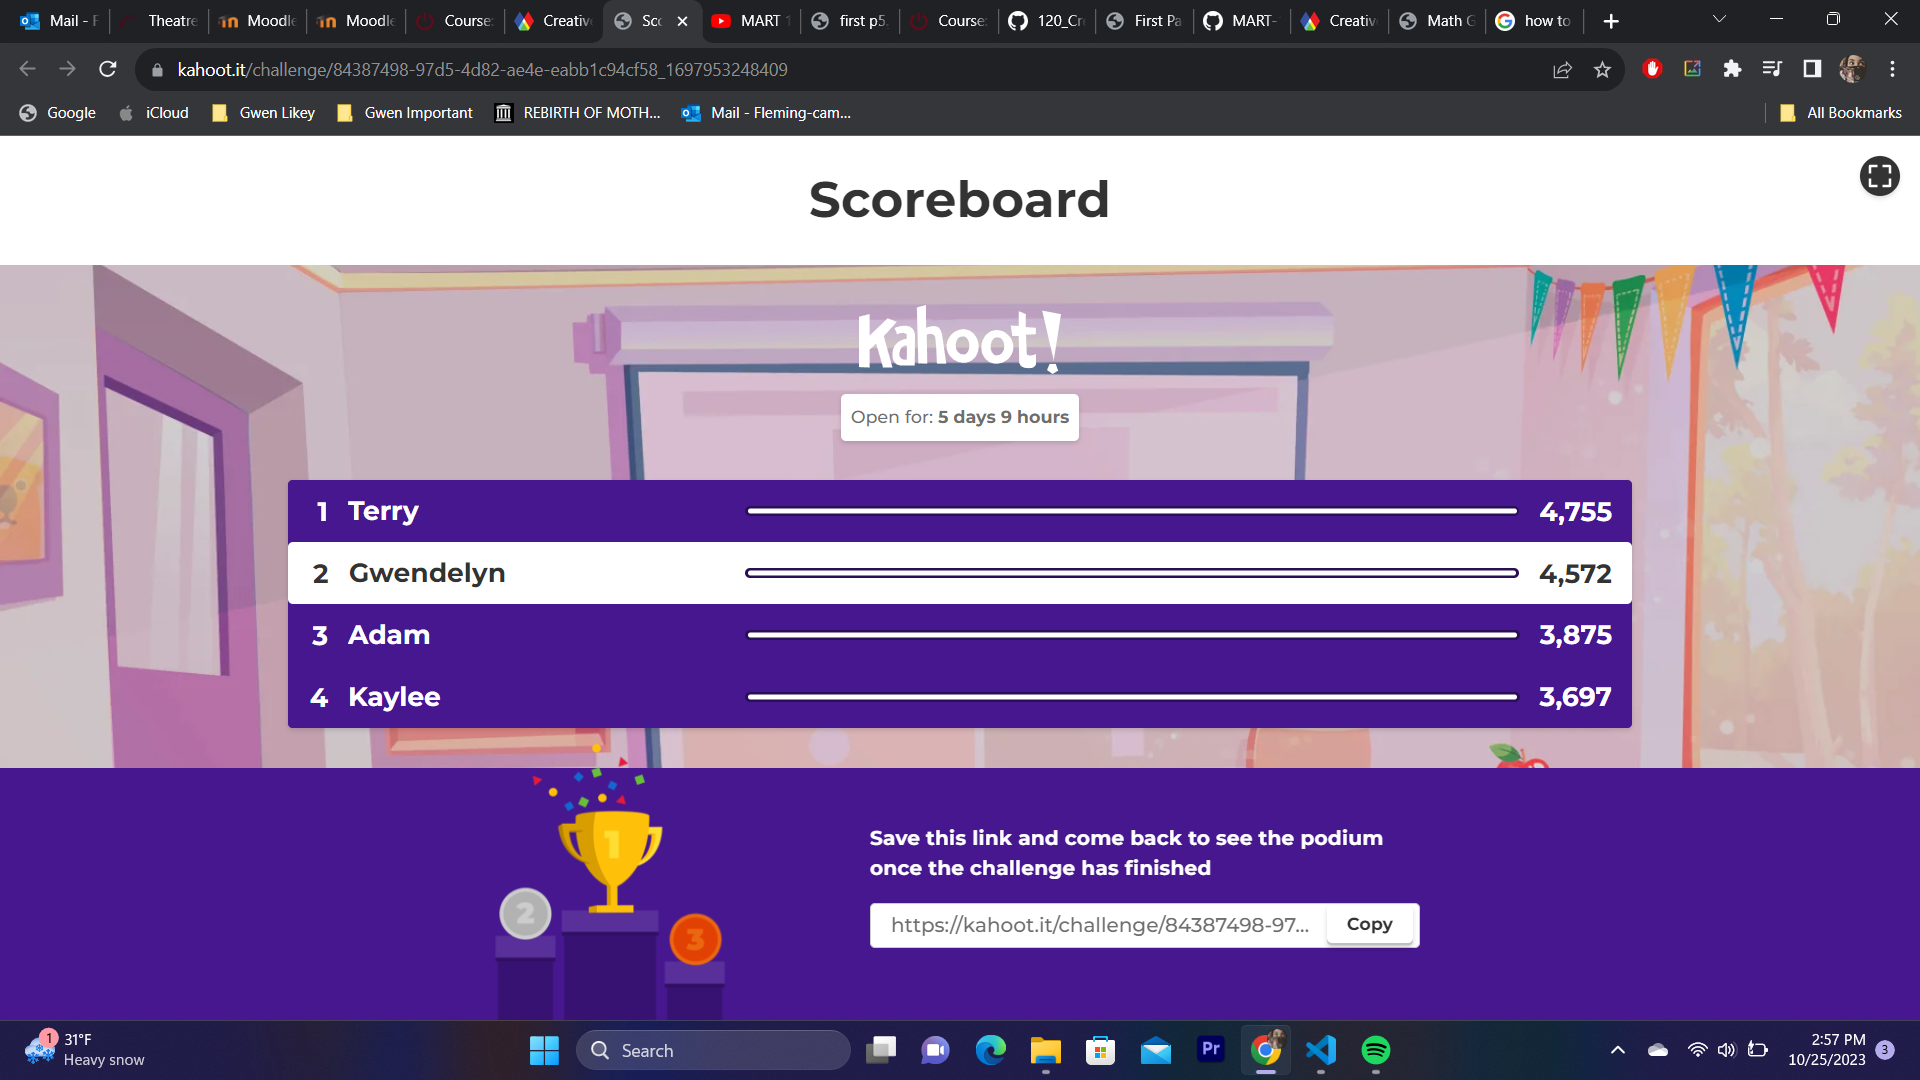 Mail - F
Theatre
Moodle
Moodle
Course:
Creativ
Sc
MART 1
first p5.
Course:
120_Cr
First Pa
MART-
Creativ
Math G
how to
kahoot.it/challenge/84387498-97d5-4d82-ae4e-eabb1c94cf58_1697953248409
Google
iCloud
Gwen Likey
Gwen Important
REBIRTH OF MOTH...
Mail - Fleming-cam...
All Bookmarks
Scoreboard
Kahoot!
Open for: 5 days 9 hours
1 Terry 4,755
2 Gwendelyn 4,572
3 Adam 3,875
4 Kaylee 3,697
1
2
3
Save this link and come back to see the podium
once the challenge has finished
https://kahoot.it/challenge/84387498-97... Copy
1
31°F
Heavy snow
Search
Pr
2:57 PM
10/25/2023
3